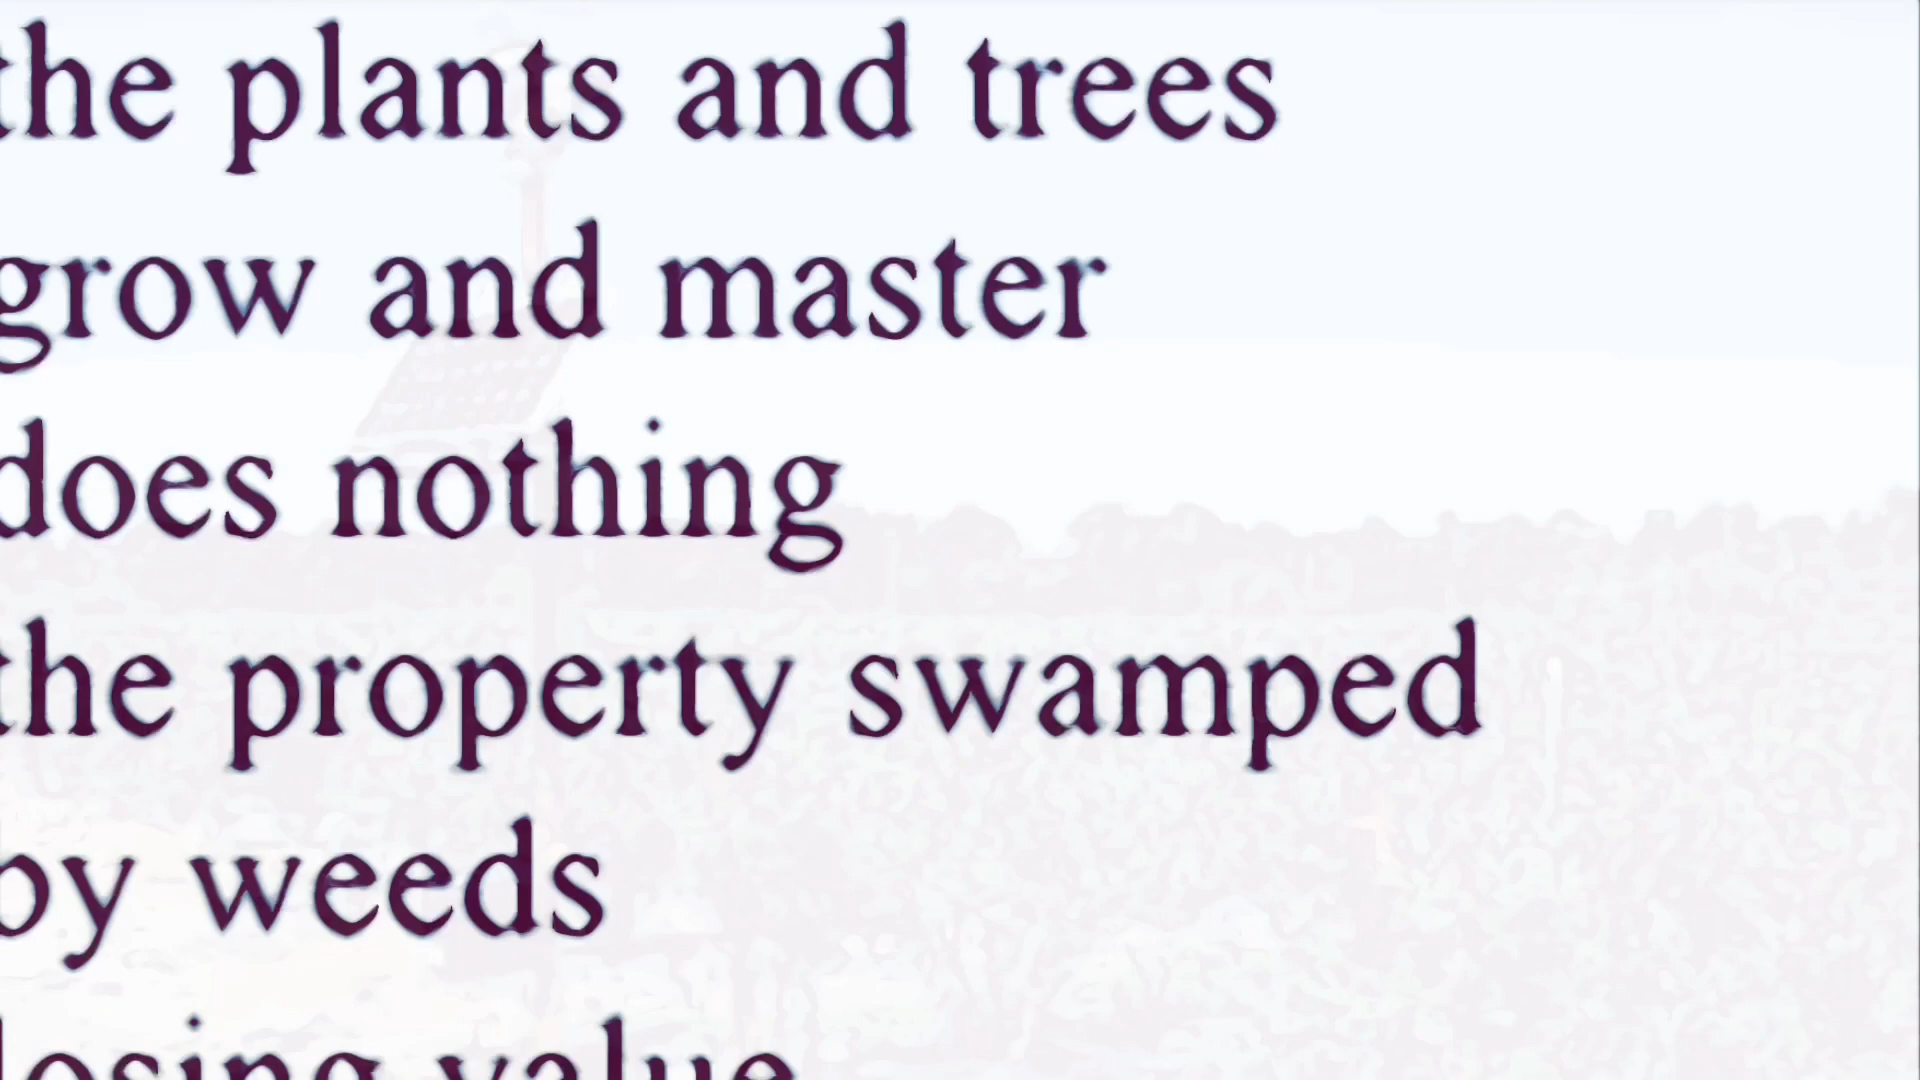 the plants and trees
grow and master
does nothing
the property swamped
by weeds
losing value